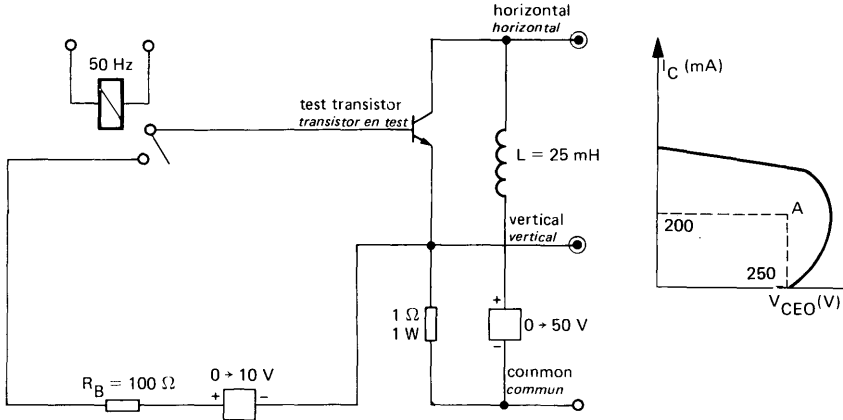 horizontal
horizontal
50 Hz
test transistor
transistor en test
L = 25 mH
vertical
vertical
1 Ω
1 W
+
0 → 50 V
−
common
commun
R_B = 100 Ω
0 → 10 V
+ −
I_C (mA)
A
200
250
V_CEO (V)